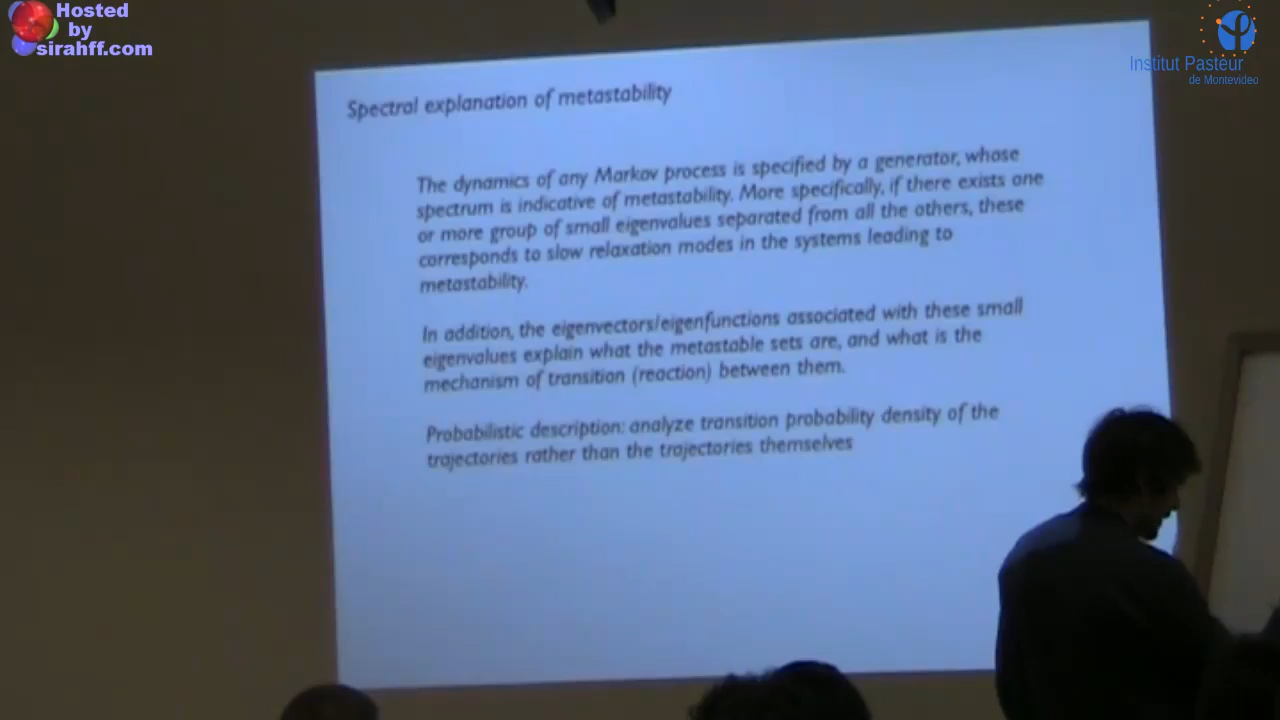 Hosted
by
sirahff.com
Institut Pasteur
de Montevideo
Spectral explanation of metastability
The dynamics of any Markov process is specified by a generator, whose
spectrum is indicative of metastability. More specifically, if there exists one
or more group of small eigenvalues separated from all the others, these
corresponds to slow relaxation modes in the systems leading to
metastability.
In addition, the eigenvectors/eigenfunctions associated with these small
eigenvalues explain what the metastable sets are, and what is the
mechanism of transition (reaction) between them.
Probabilistic description: analyze transition probability density of the
trajectories rather than the trajectories themselves